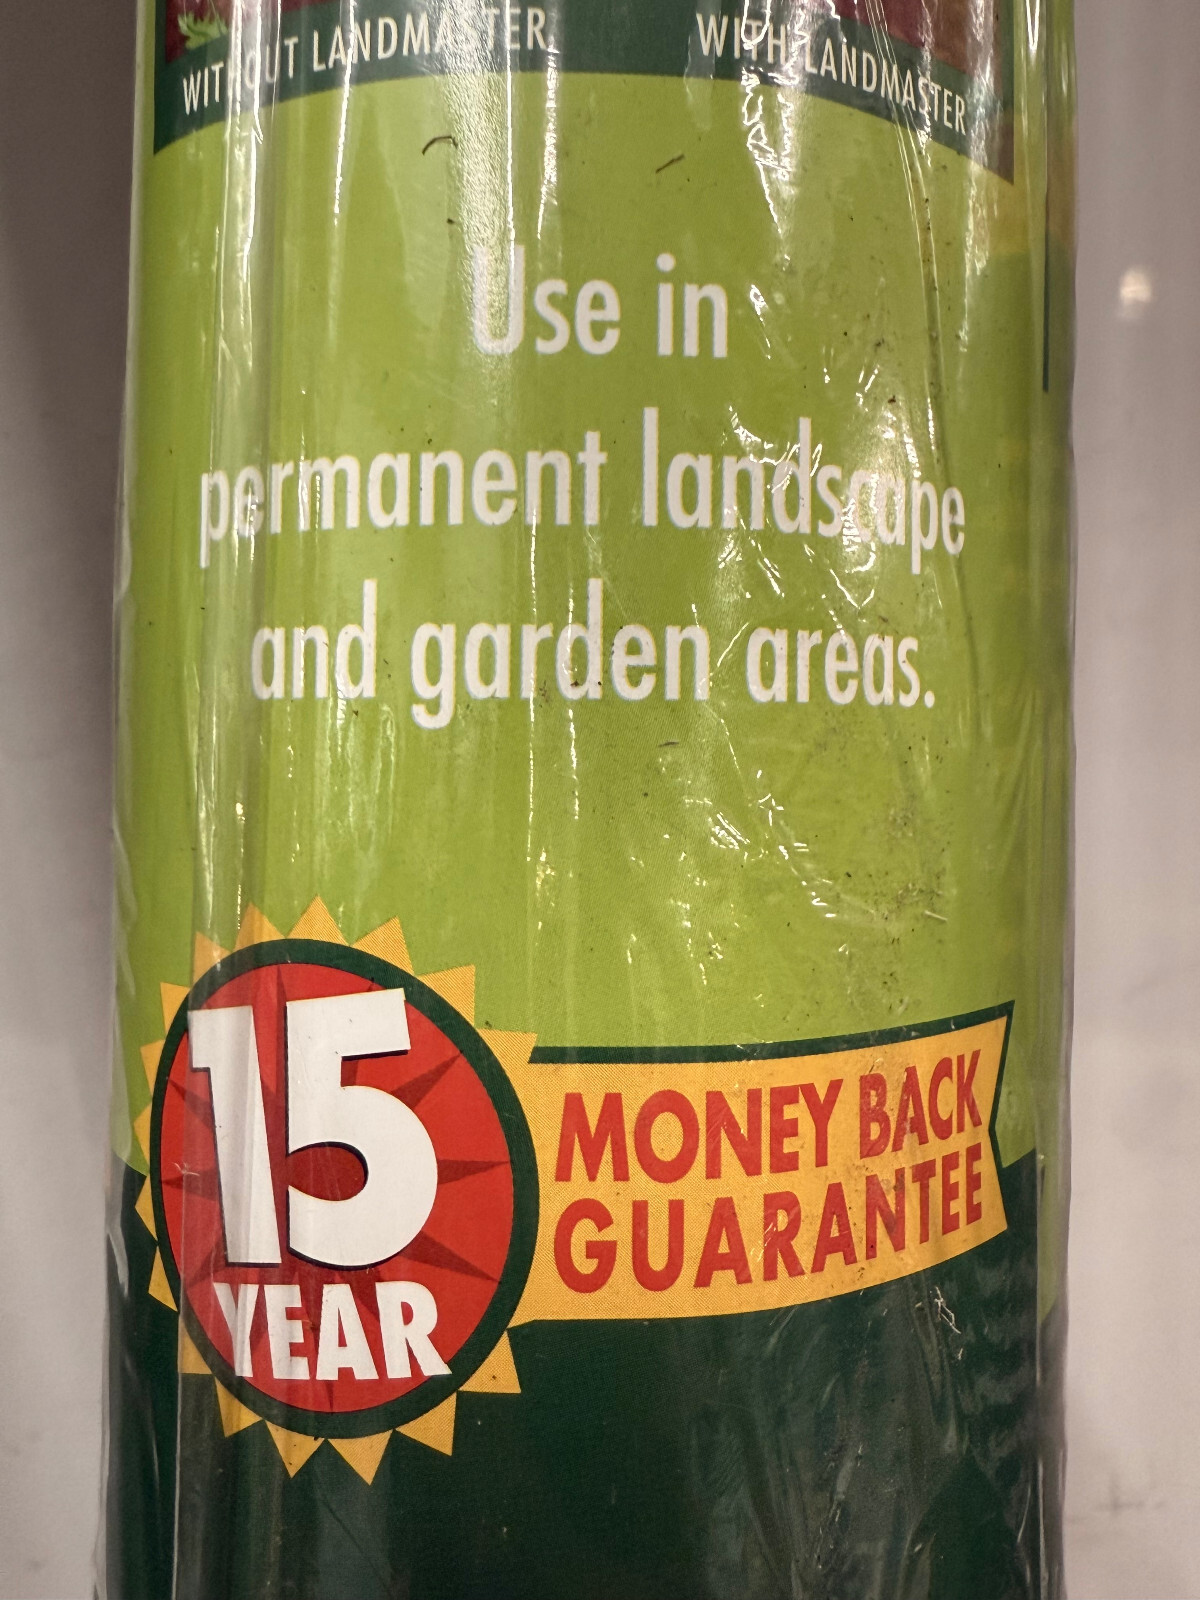 WITHOUT LANDMASTER
WITH LANDMASTER
Use in
permanent landscape
and garden areas.
15
YEAR
MONEY BACK
GUARANTEE